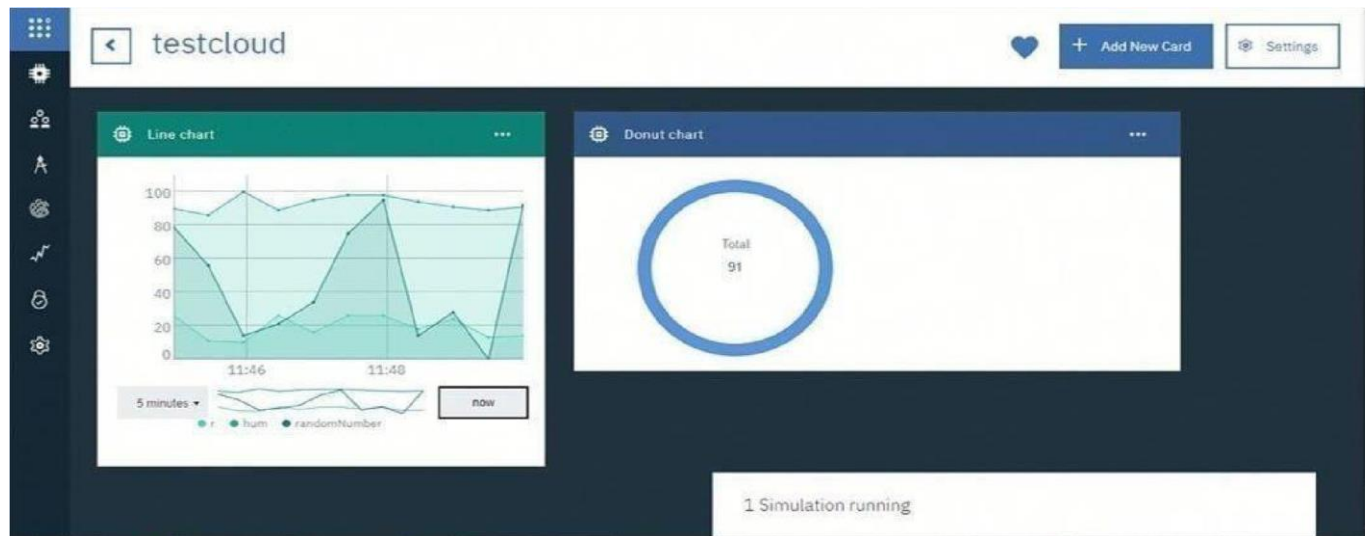 testcloud
+ Add New Card
Settings
Line chart
Donut chart
100
80
60
40
20
0
11:46
11:48
5 minutes
now
r hum randomNumber
Total
91
1 Simulation running